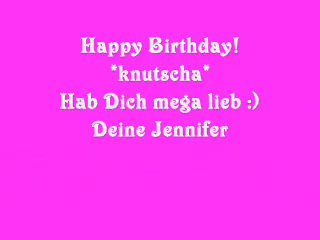 Happy Birthday!
*knutscha*
Hab Dich mega lieb :)
Deine Jennifer